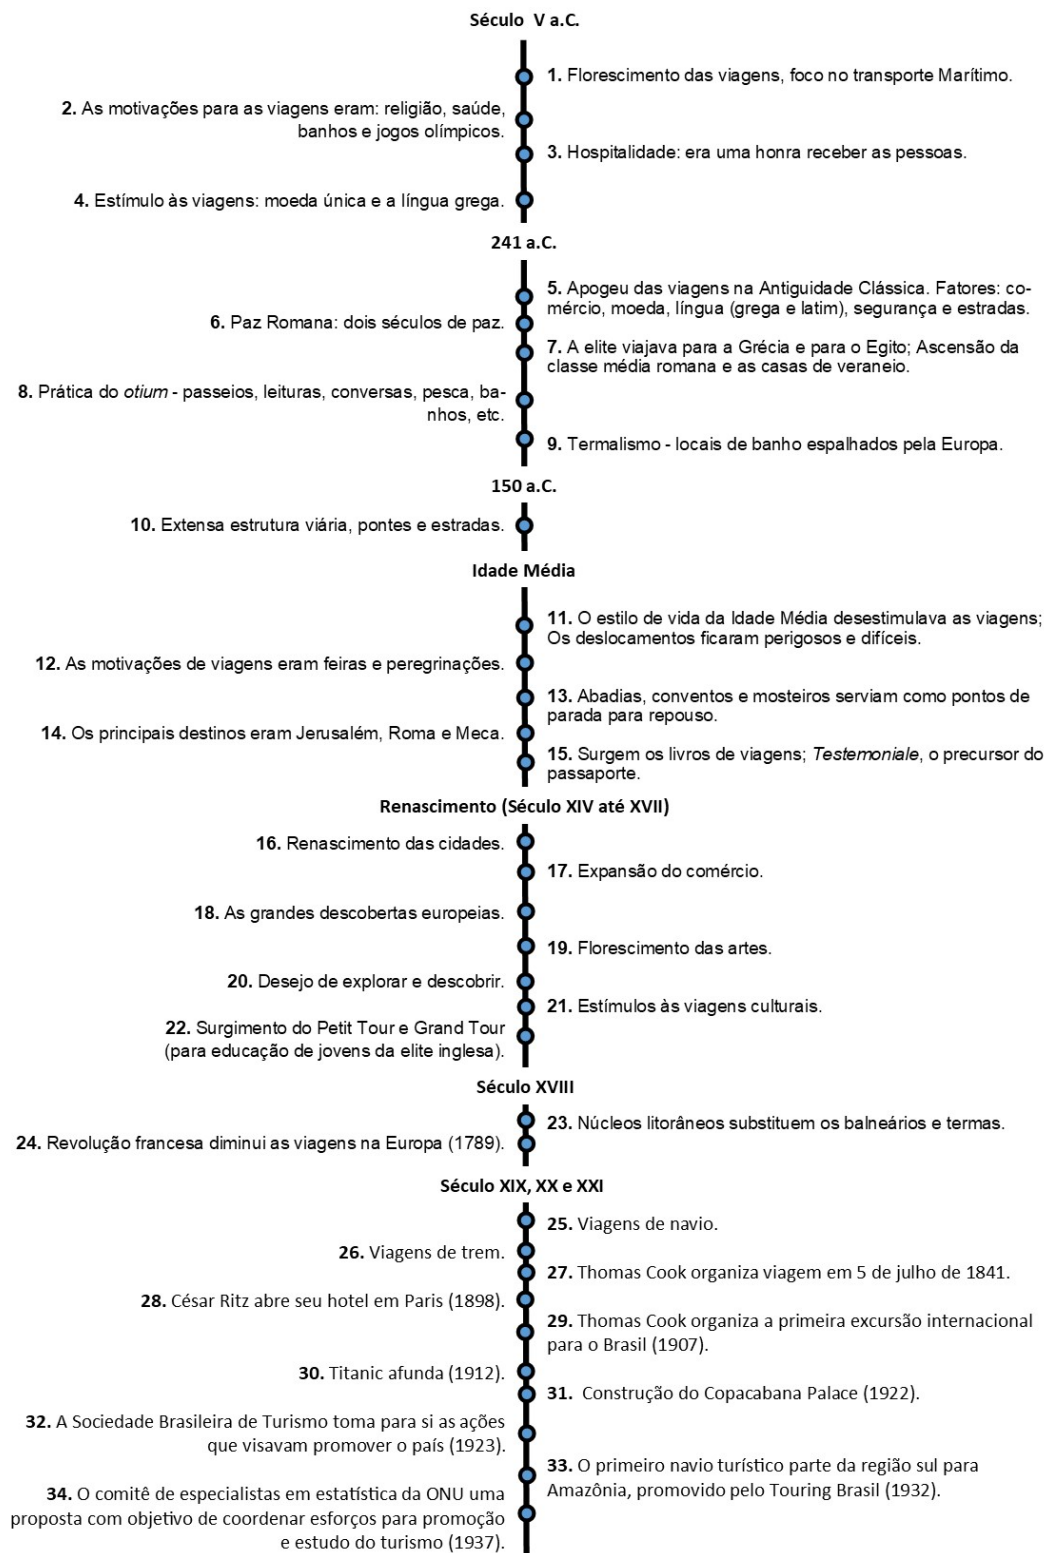 Século V a.C.
1. Florescimento das viagens, foco no transporte Marítimo.
2. As motivações para as viagens eram: religião, saúde,
banhos e jogos olímpicos.
3. Hospitalidade: era uma honra receber as pessoas.
4. Estímulo às viagens: moeda única e a língua grega.
241 a.C.
5. Apogeu das viagens na Antiguidade Clássica. Fatores: co-
mércio, moeda, língua (grega e latim), segurança e estradas.
6. Paz Romana: dois séculos de paz.
7. A elite viajava para a Grécia e para o Egito; Ascensão da
classe média romana e as casas de veraneio.
8. Prática do otium - passeios, leituras, conversas, pesca, ba-
nhos, etc.
9. Termalismo - locais de banho espalhados pela Europa.
150 a.C.
10. Extensa estrutura viária, pontes e estradas.
Idade Média
11. O estilo de vida da Idade Média desestimulava as viagens;
Os deslocamentos ficaram perigosos e difíceis.
12. As motivações de viagens eram feiras e peregrinações.
13. Abadias, conventos e mosteiros serviam como pontos de
parada para repouso.
14. Os principais destinos eram Jerusalém, Roma e Meca.
15. Surgem os livros de viagens; Testemoniale, o precursor do
passaporte.
Renascimento (Século XIV até XVII)
16. Renascimento das cidades.
17. Expansão do comércio.
18. As grandes descobertas europeias.
19. Florescimento das artes.
20. Desejo de explorar e descobrir.
21. Estímulos às viagens culturais.
22. Surgimento do Petit Tour e Grand Tour
(para educação de jovens da elite inglesa).
Século XVIII
23. Núcleos litorâneos substituem os balneários e termas.
24. Revolução francesa diminui as viagens na Europa (1789).
Século XIX, XX e XXI
25. Viagens de navio.
26. Viagens de trem.
27. Thomas Cook organiza viagem em 5 de julho de 1841.
28. César Ritz abre seu hotel em Paris (1898).
29. Thomas Cook organiza a primeira excursão internacional
para o Brasil (1907).
30. Titanic afunda (1912).
31. Construção do Copacabana Palace (1922).
32. A Sociedade Brasileira de Turismo toma para si as ações
que visavam promover o país (1923).
33. O primeiro navio turístico parte da região sul para
Amazônia, promovido pelo Touring Brasil (1932).
34. O comitê de especialistas em estatística da ONU uma
proposta com objetivo de coordenar esforços para promoção
e estudo do turismo (1937).